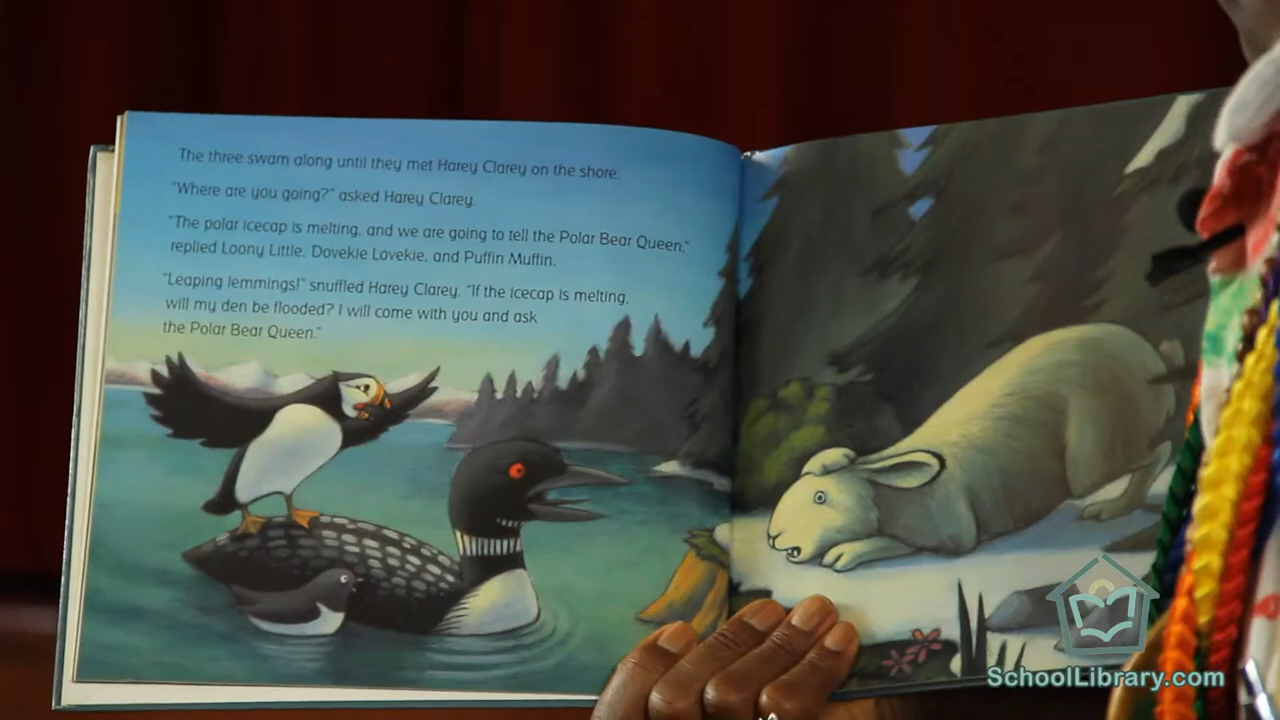 The three swam along until they met Harey Clarey on the shore.
"Where are you going?" asked Harey Clarey.
"The polar icecap is melting, and we are going to tell the Polar Bear Queen,"
replied Loony Little, Dovekie Lovekie, and Puffin Muffin.
"Leaping lemmings!" snuffled Harey Clarey. "If the icecap is melting,
will my den be flooded? I will come with you and ask
the Polar Bear Queen."
SchoolLibrary.com